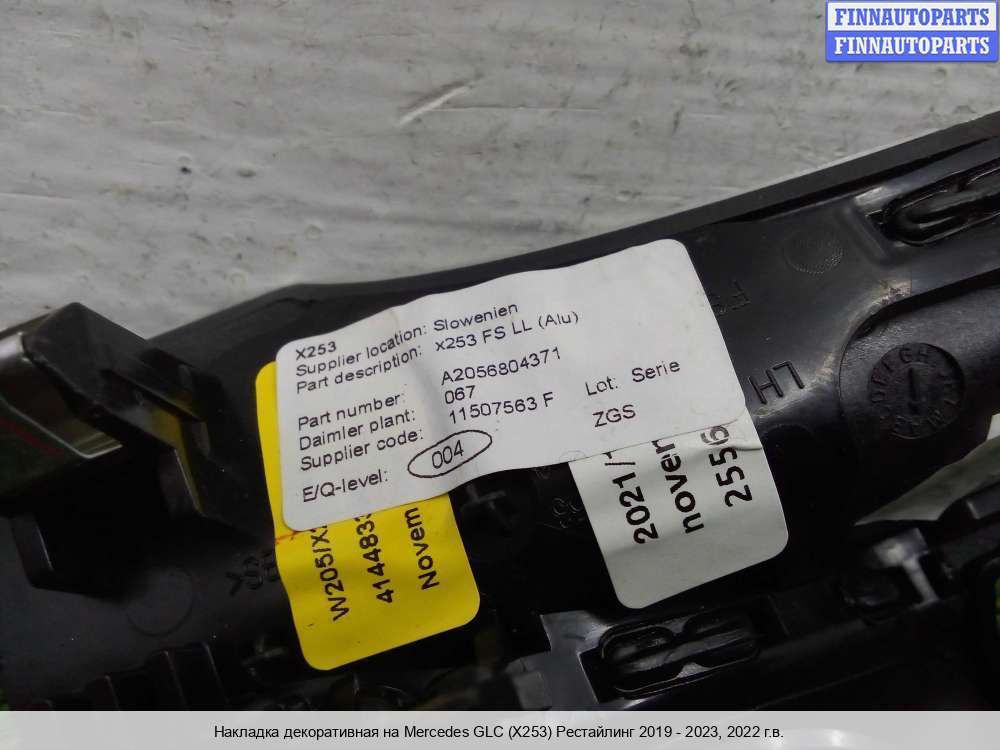 FINNAUTOPARTS
FINNAUTOPARTS
X253
Supplier location: Slowenien
Part description: x253 FS LL (Alu)
Part number: A2056804371
Daimler plant: 067
Supplier code: 11507563 F
Lot: Serie
ZGS
E/Q-level: 004
LH
W205/X
414483
Novem
2021/
novem
2556
Накладка декоративная на Mercedes GLC (X253) Рестайлинг 2019 - 2023, 2022 г.в.